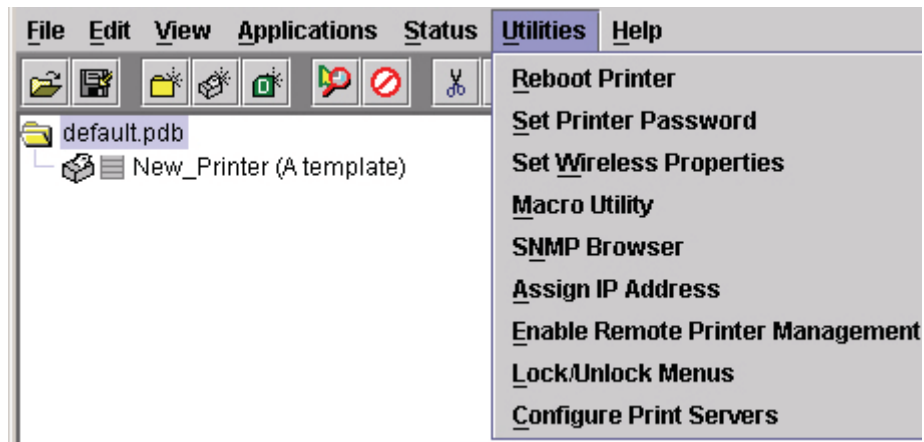 File Edit View Applications Status Utilities Help
default.pdb
New_Printer (A template)
Reboot Printer
Set Printer Password
Set Wireless Properties
Macro Utility
SNMP Browser
Assign IP Address
Enable Remote Printer Management
Lock/Unlock Menus
Configure Print Servers